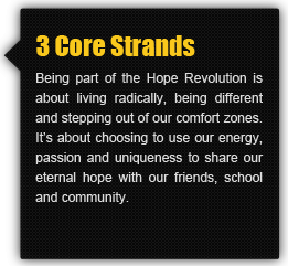 3 Core Strands
Being part of the Hope Revolution is
about living radically, being different
and stepping out of our comfort zones.
It's about choosing to use our energy,
passion and uniqueness to share our
eternal hope with our friends, school
and community.